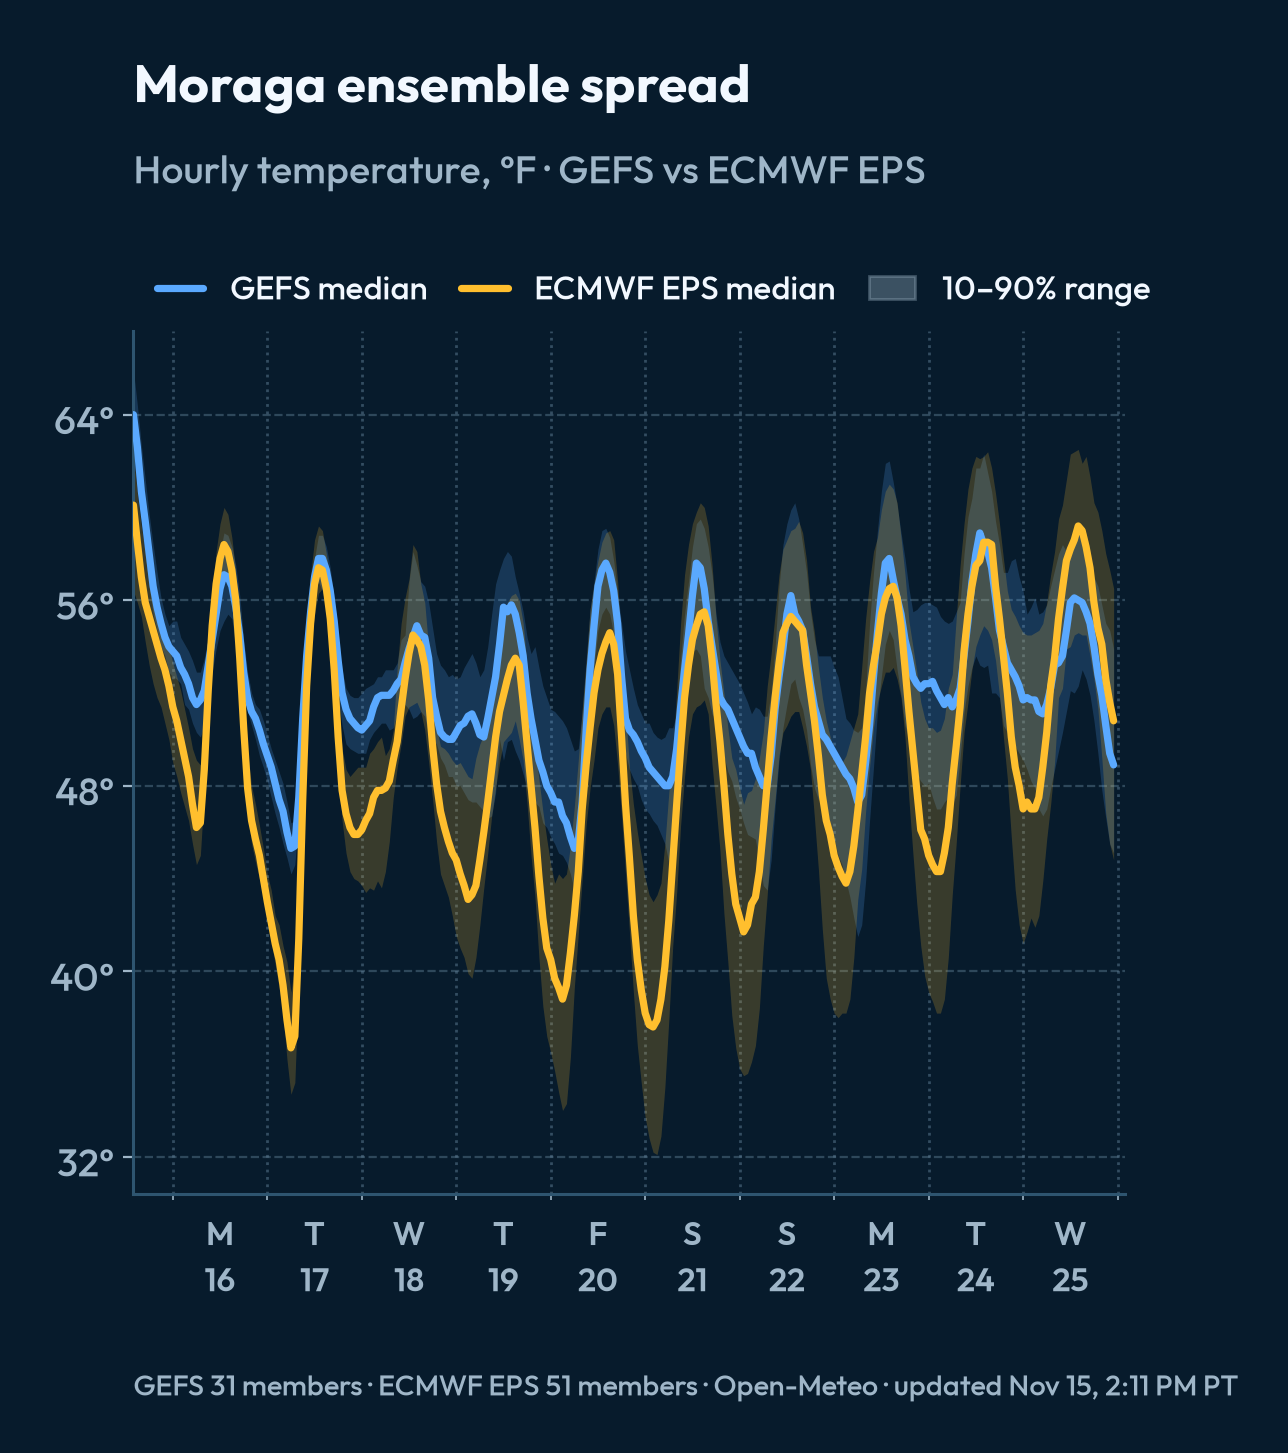 Moraga ensemble spread
Hourly temperature, °F · GEFS vs ECMWF EPS
GEFS median ECMWF EPS median 10–90% range
64°
56°
48°
40°
32°
M T W T F S S M T W
16 17 18 19 20 21 22 23 24 25
GEFS 31 members · ECMWF EPS 51 members · Open-Meteo · updated Nov 15, 2:11 PM PT